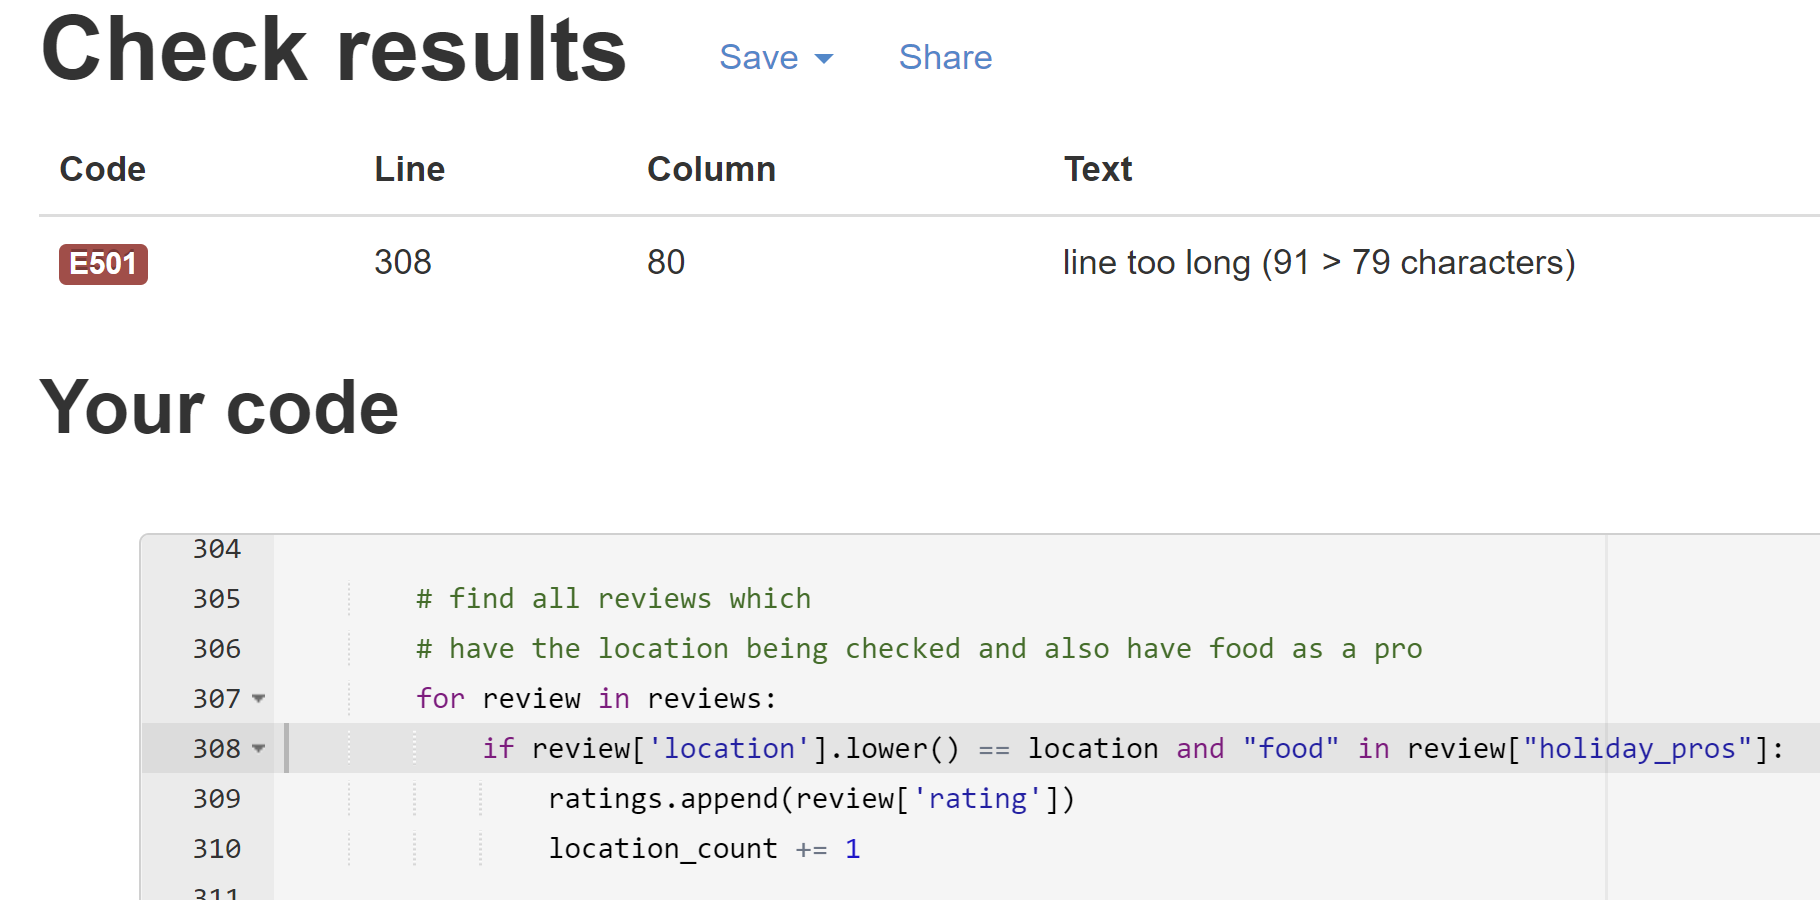 Check results Save Share
Code Line Column Text
E501 308 80 line too long (91 > 79 characters)
Your code
304
305 # find all reviews which
306 # have the location being checked and also have food as a pro
307 for review in reviews:
308 if review['location'].lower() == location and "food" in review["holiday_pros"]:
309 ratings.append(review['rating'])
310 location_count += 1
311